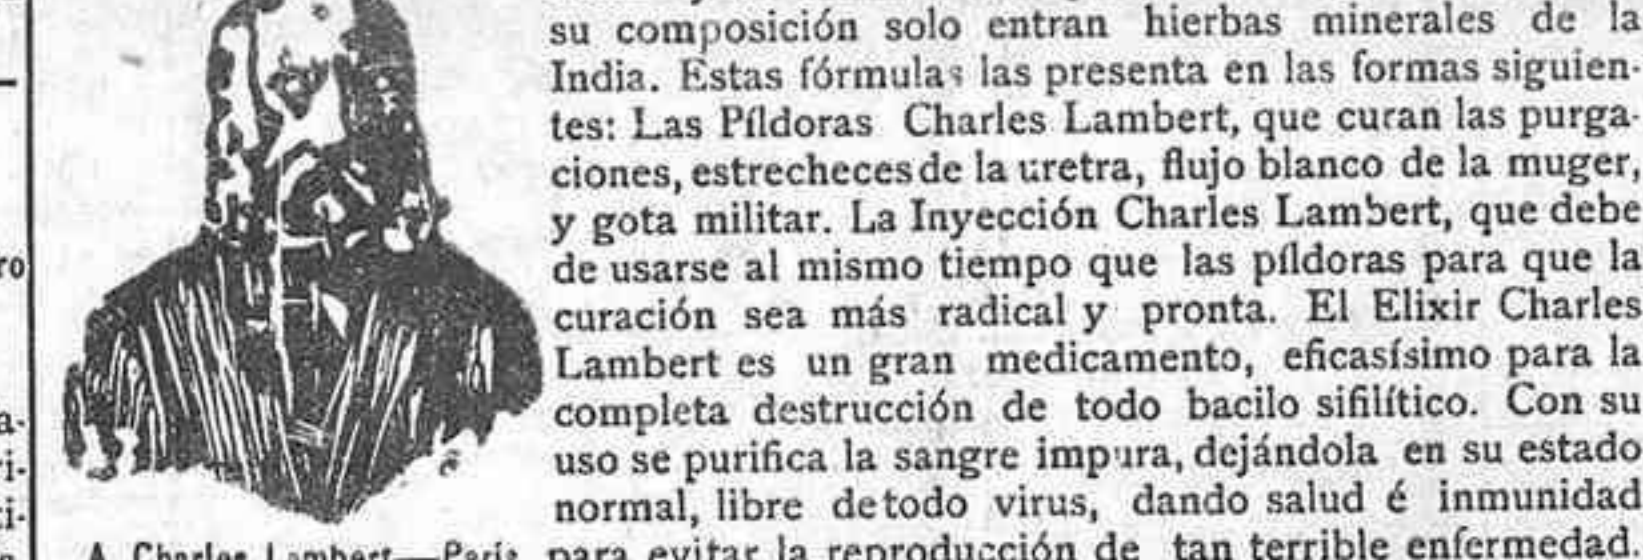 su composición solo entran hierbas minerales de la
India. Estas fórmulas las presenta en las formas siguien-
tes: Las Píldoras Charles Lambert, que curan las purga-
ciones, estrecheces de la uretra, flujo blanco de la muger,
y gota militar. La Inyección Charles Lambert, que debe
de usarse al mismo tiempo que las píldoras para que la
curación sea más radical y pronta. El Elixir Charles
Lambert es un gran medicamento, eficasísimo para la
completa destrucción de todo bacilo sifilítico. Con su
uso se purifica la sangre impura, dejándola en su estado
normal, libre de todo virus, dando salud é inmunidad
para evitar la reproducción de tan terrible enfermedad.
A. Charles Lambert—París
ro
a-
ri-
ti-